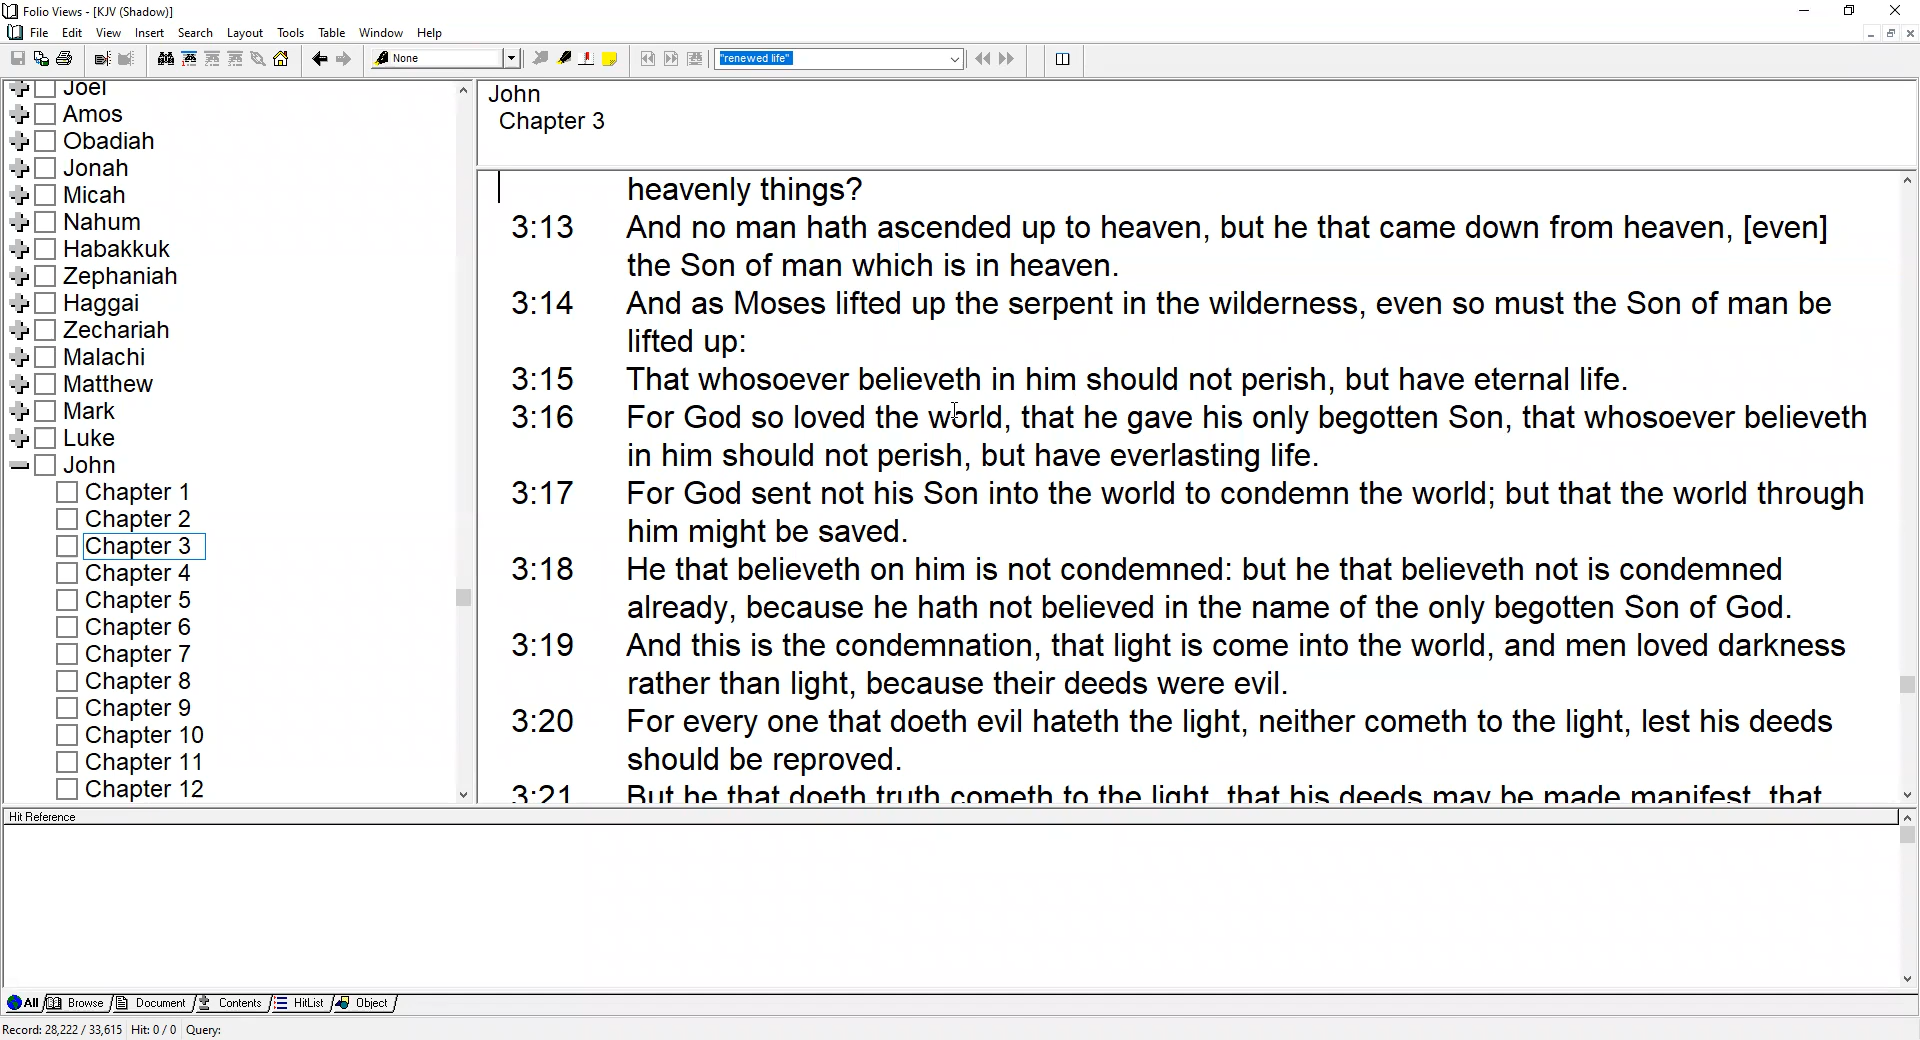 Folio Views - [KJV (Shadow)]
File Edit View Insert Search Layout Tools Table Window Help
None "renewed life"
Joel
Amos
Obadiah
Jonah
Micah
Nahum
Habakkuk
Zephaniah
Haggai
Zechariah
Malachi
Matthew
Mark
Luke
John
Chapter 1
Chapter 2
Chapter 3
Chapter 4
Chapter 5
Chapter 6
Chapter 7
Chapter 8
Chapter 9
Chapter 10
Chapter 11
Chapter 12
John
Chapter 3
heavenly things?
3:13 And no man hath ascended up to heaven, but he that came down from heaven, [even]
the Son of man which is in heaven.
3:14 And as Moses lifted up the serpent in the wilderness, even so must the Son of man be
lifted up:
3:15 That whosoever believeth in him should not perish, but have eternal life.
3:16 For God so loved the world, that he gave his only begotten Son, that whosoever believeth
in him should not perish, but have everlasting life.
3:17 For God sent not his Son into the world to condemn the world; but that the world through
him might be saved.
3:18 He that believeth on him is not condemned: but he that believeth not is condemned
already, because he hath not believed in the name of the only begotten Son of God.
3:19 And this is the condemnation, that light is come into the world, and men loved darkness
rather than light, because their deeds were evil.
3:20 For every one that doeth evil hateth the light, neither cometh to the light, lest his deeds
should be reproved.
3:21 But he that doeth truth cometh to the light, that his deeds may be made manifest, that
Hit Reference
All Browse Document Contents HitList Object
Record: 28,222 / 33,615 Hit: 0 / 0 Query: